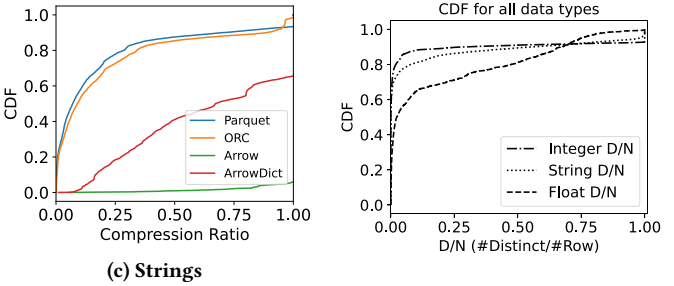 1.0
0.8
0.6
0.4
0.2
0.0
CDF
Parquet
ORC
Arrow
ArrowDict
0.00 0.25 0.50 0.75 1.00
Compression Ratio
(c) Strings
CDF for all data types
1.0
0.8
0.6
0.4
0.2
0.0
CDF
Integer D/N
String D/N
Float D/N
0.00 0.25 0.50 0.75 1.00
D/N (#Distinct/#Row)